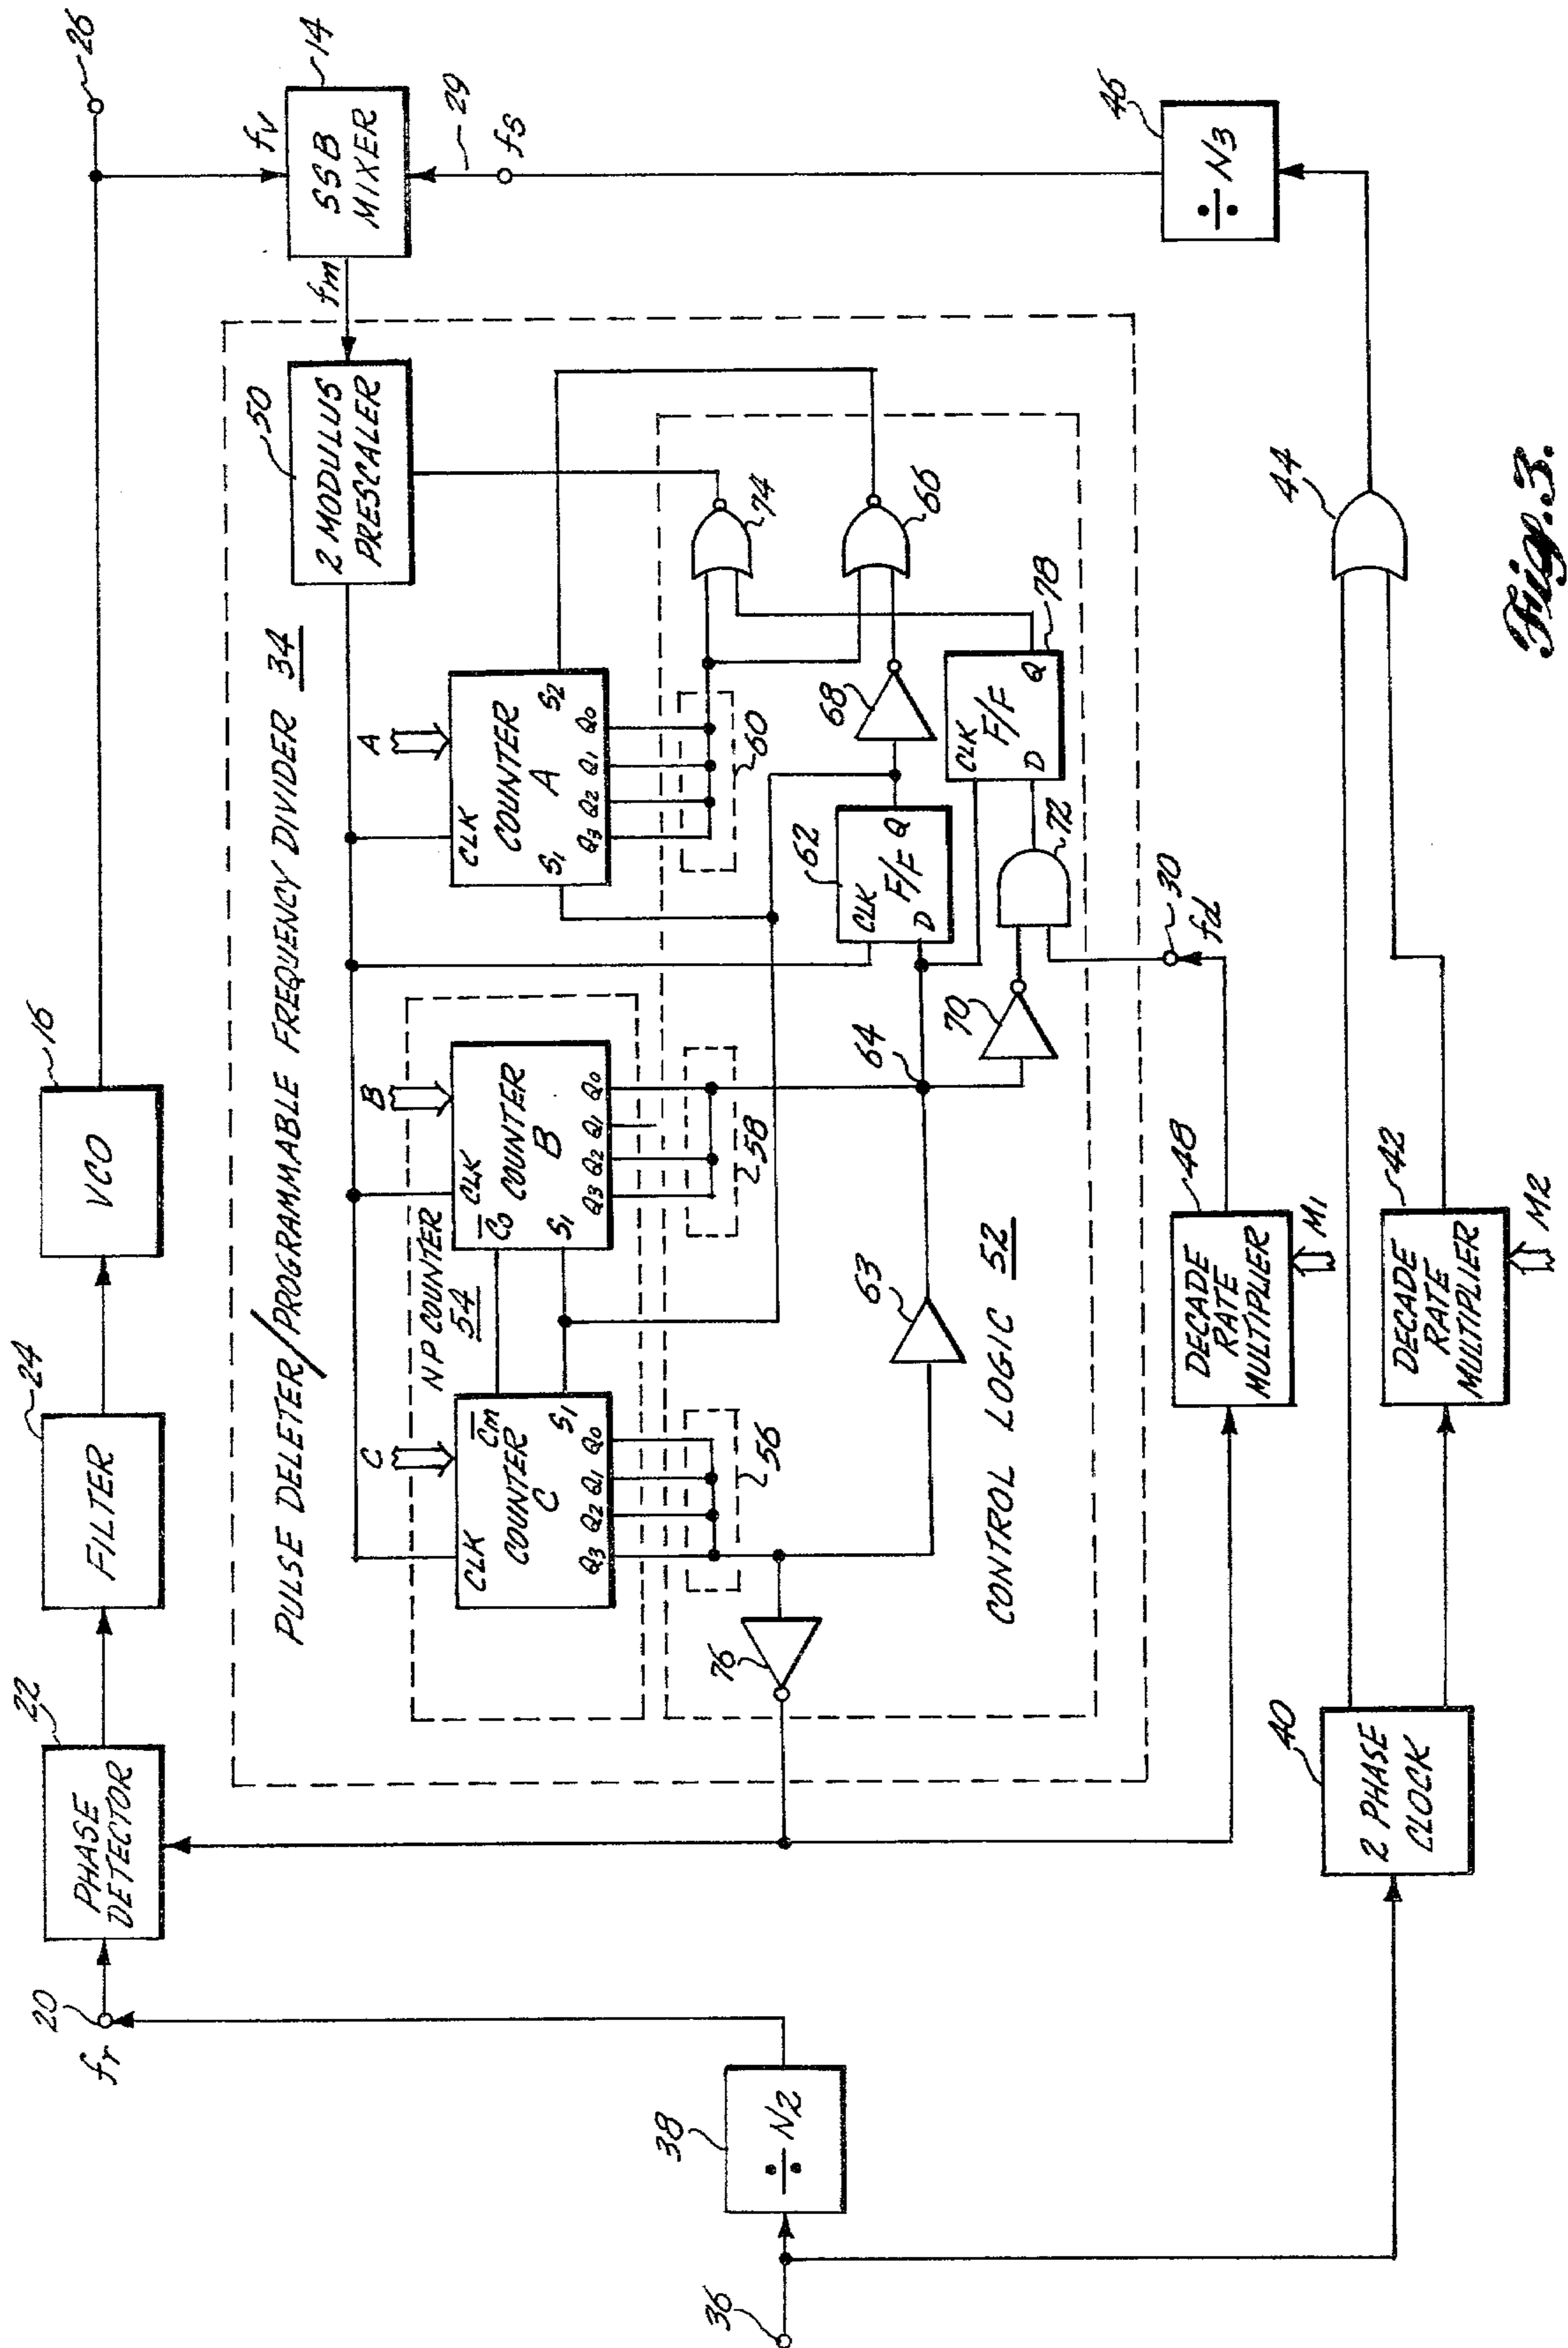 20
fr
22
PHASE
DETECTOR
24
FILTER
16
VCO
26
fv
14
SSB
MIXER
fm
29
fs
PULSE DELETER/PROGRAMMABLE FREQUENCY DIVIDER 34
50
2 MODULUS
PRESCALER
NP COUNTER
54
C
CLK
C̅m̅
COUNTER
C
S1
Q3 Q2 Q1 Q0
B
C̅o̅ CLK
COUNTER
B
S1
Q3 Q2 Q1 Q0
A
CLK
COUNTER
A
S1
S2
Q3 Q2 Q1 Q0
56
58
60
74
66
68
62
CLK
F/F
D
Q
78
CLK
F/F
D
Q
72
70
64
63
76
CONTROL LOGIC 52
30
fd
48
DECADE
RATE
MULTIPLIER
M1
42
DECADE
RATE
MULTIPLIER
M2
44
46
÷ N3
38
÷ N2
36
40
2 PHASE
CLOCK
Fig. 3.